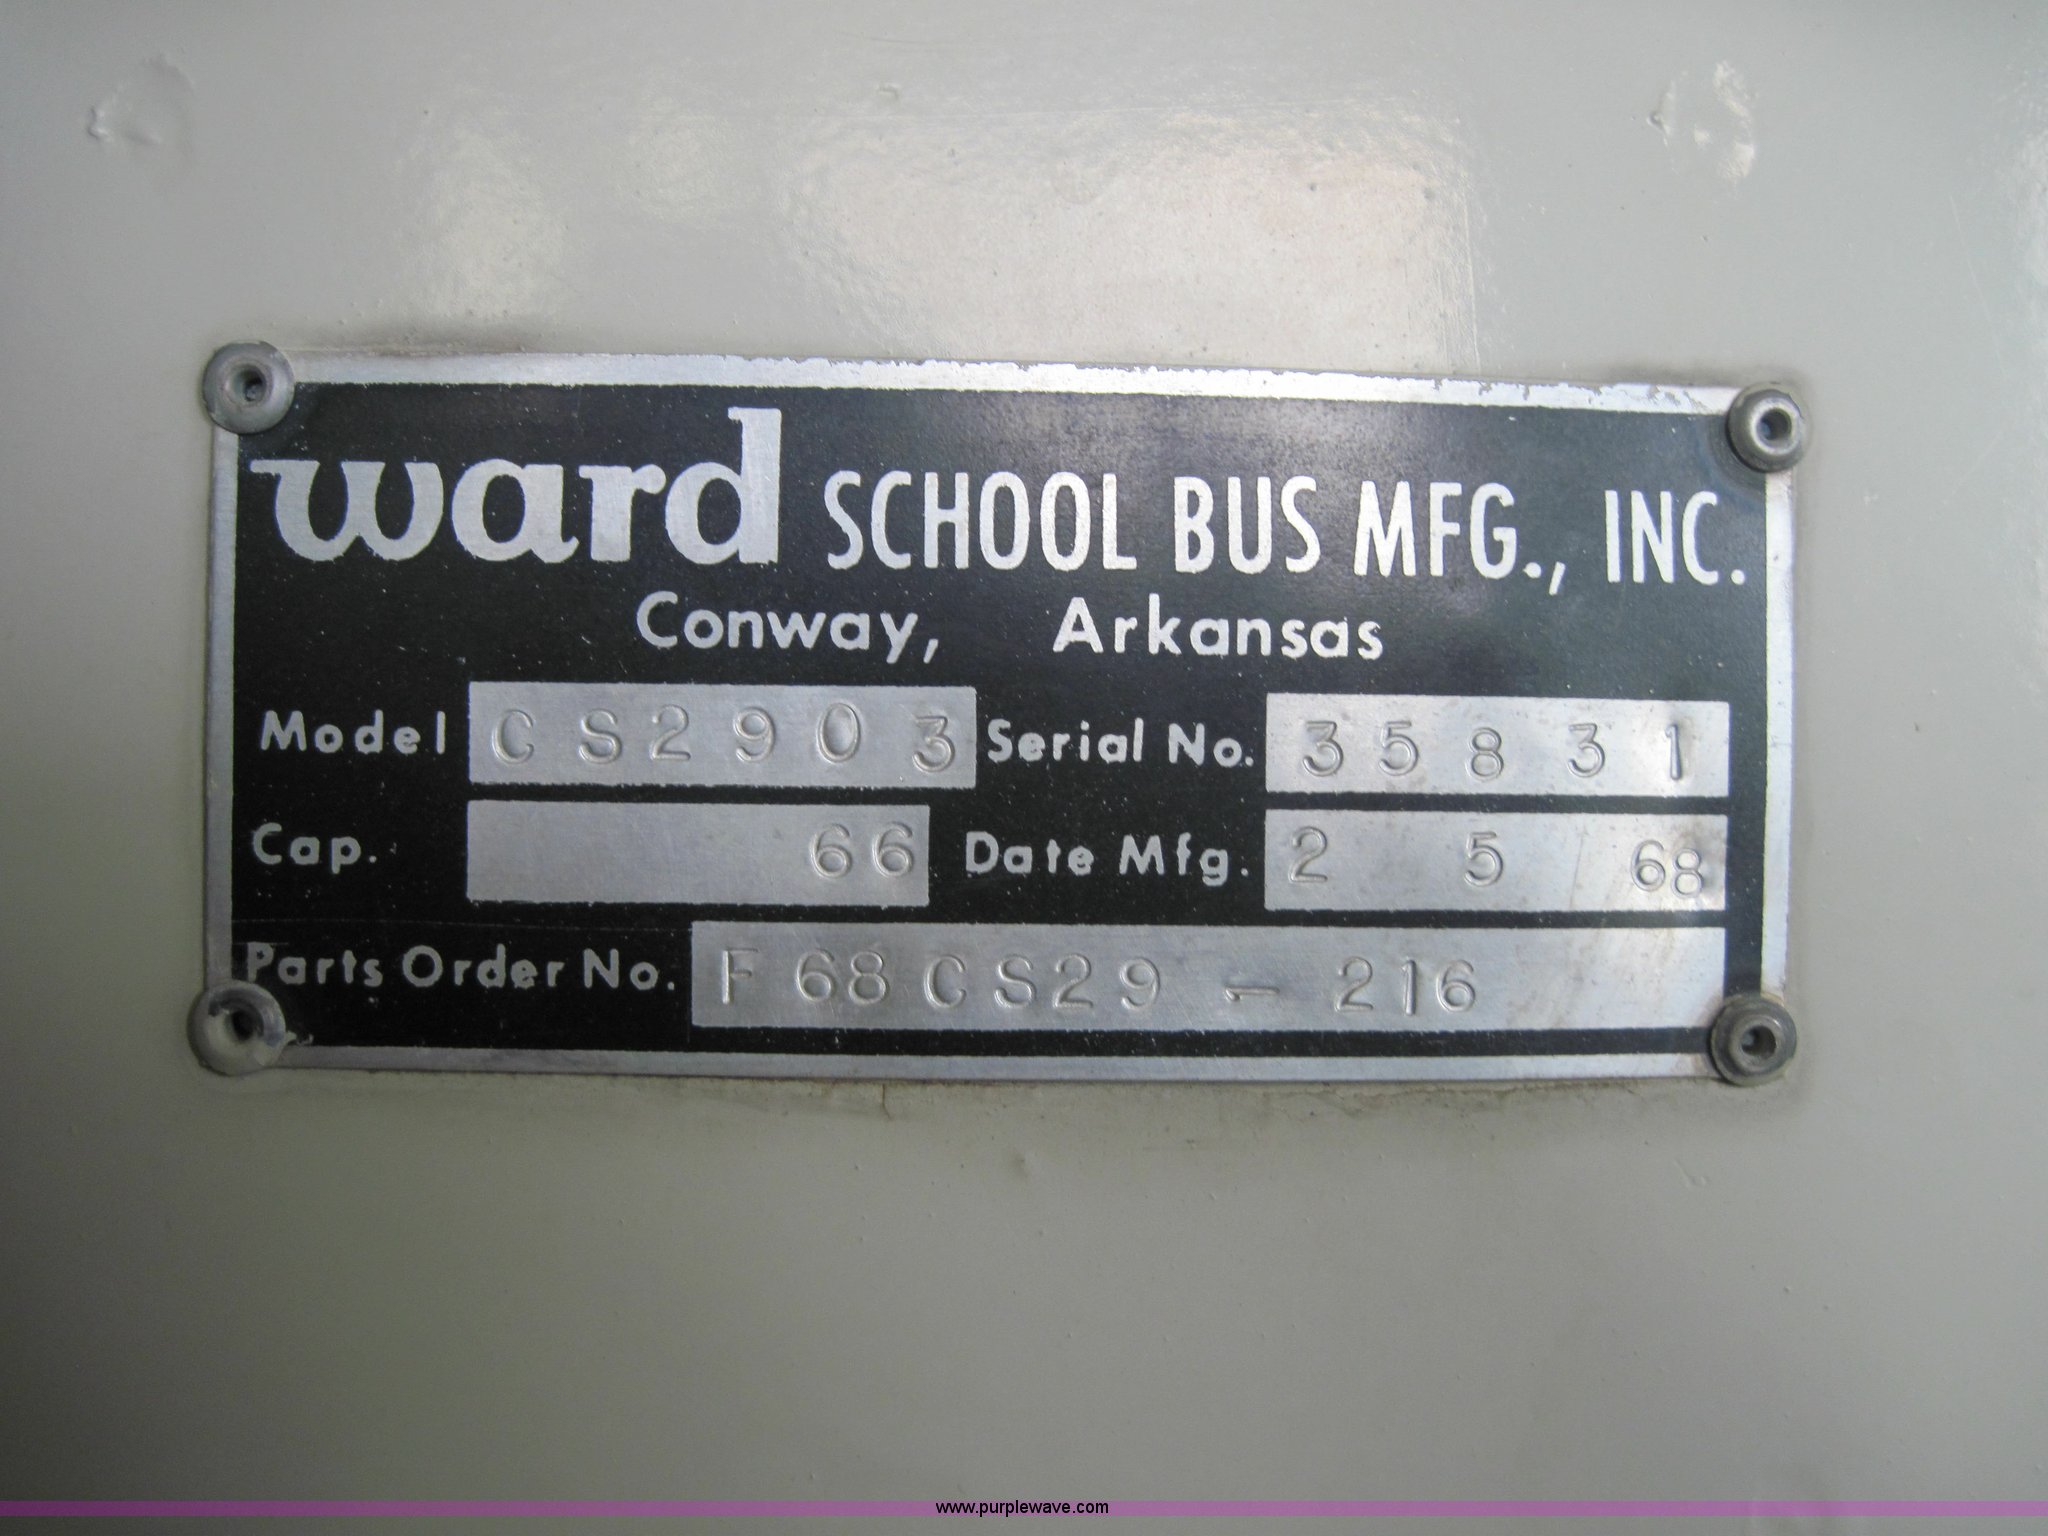 ward SCHOOL BUS MFG., INC.
Conway, Arkansas
Model CS2903 Serial No. 35831
Cap. 66 Date Mfg. 2 5 68
Parts Order No. F 68 CS29 - 216
www.purplewave.com